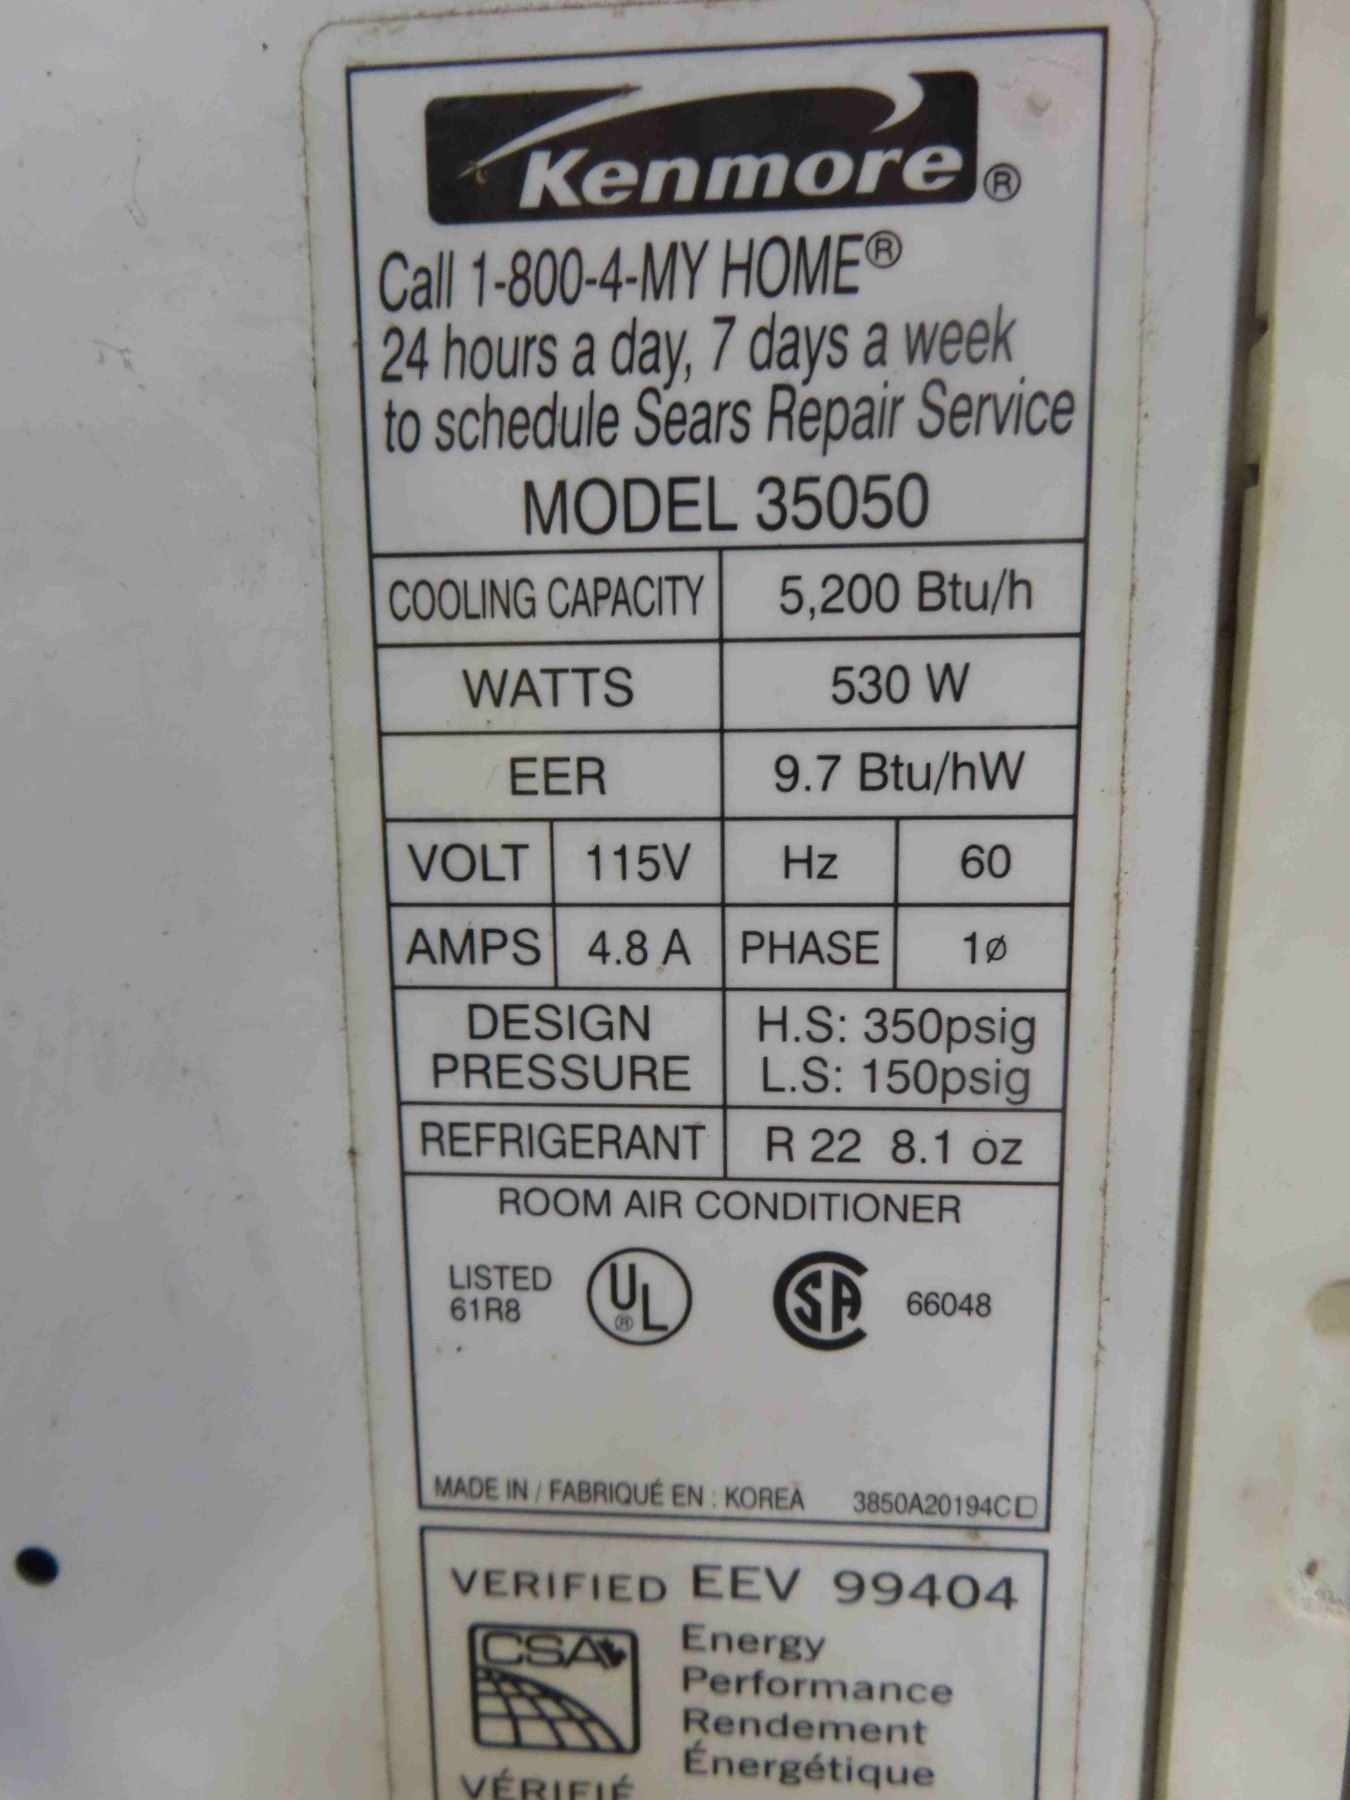 Kenmore®
Call 1-800-4-MY HOME®
24 hours a day, 7 days a week
to schedule Sears Repair Service
MODEL 35050
COOLING CAPACITY 5,200 Btu/h
WATTS 530 W
EER 9.7 Btu/hW
VOLT 115V Hz 60
AMPS 4.8 A PHASE 1ø
DESIGN PRESSURE H.S: 350psig
L.S: 150psig
REFRIGERANT R 22 8.1 oz
ROOM AIR CONDITIONER
LISTED
61R8
UL®
SA
66048
MADE IN / FABRIQUÉ EN : KOREA 3850A20194C
VERIFIED EEV 99404
CSA
Energy
Performance
Rendement
Énergétique
VÉRIFIÉ